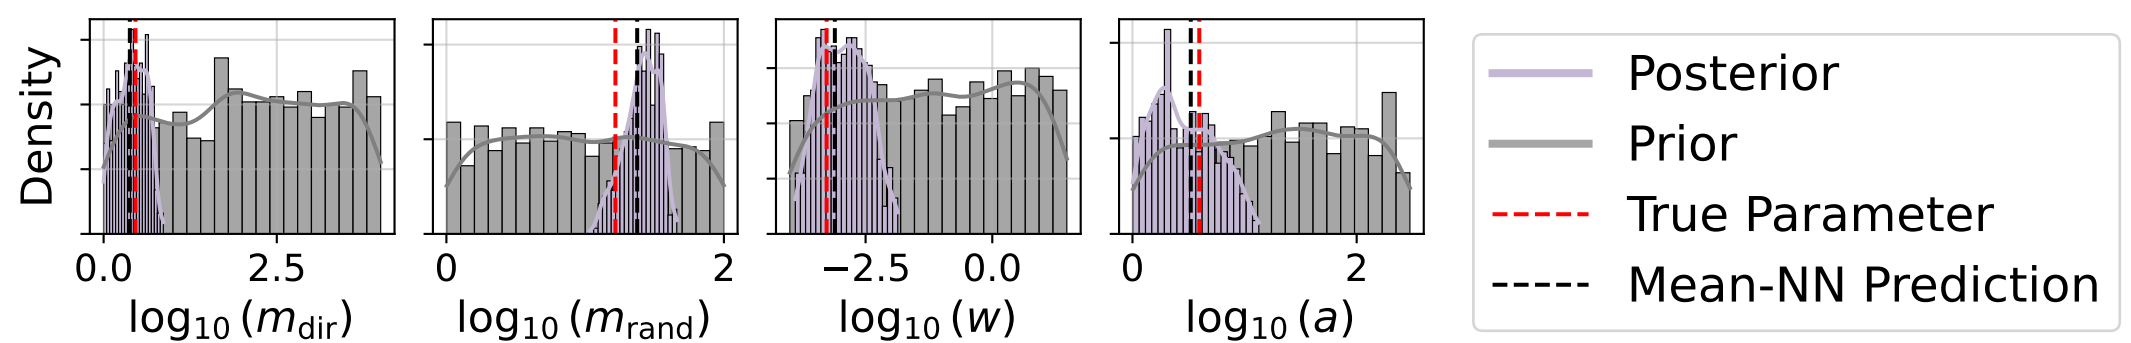 Density
0.0 2.5
log10 (mdir)
0 2
log10 (mrand)
−2.5 0.0
log10 (w)
0 2
log10 (a)
Posterior
Prior
True Parameter
Mean-NN Prediction